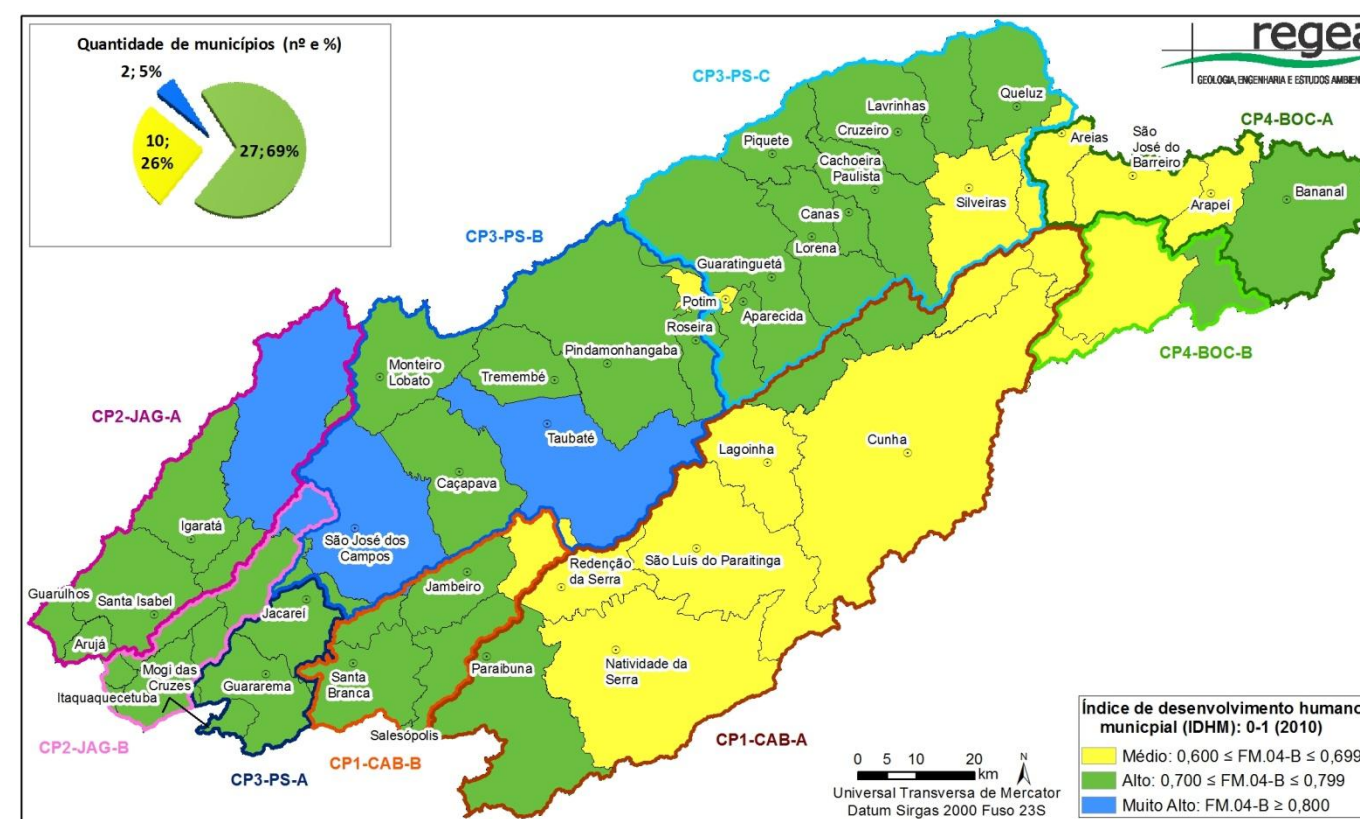 Quantidade de municípios (nº e %)
2; 5%
10;
26%
27; 69%
regea
GEOLOGIA, ENGENHARIA E ESTUDOS AMBIEN
CP3-PS-C
Queluz
Lavrinhas
Cruzeiro
Piquete
Cachoeira
Paulista
CP4-BOC-A
Areias
São
José do
Barreiro
Arapeí
Bananal
Silveiras
Canas
Lorena
CP3-PS-B
Guaratinguetá
Potim
Aparecida
Roseira
CP4-BOC-B
Monteiro
Lobato
Tremembé
Pindamonhangaba
CP2-JAG-A
Taubaté
Lagoinha
Cunha
Caçapava
Igaratá
São José dos
Campos
Redenção
da Serra
São Luís do Paraitinga
Jambeiro
Guarulhos
Santa Isabel
Jacareí
Arujá
Mogi das
Cruzes
Itaquaquecetuba
Guararema
Santa
Branca
Paraibuna
Natividade da
Serra
Salesópolis
CP2-JAG-B
CP3-PS-A
CP1-CAB-B
CP1-CAB-A
0 5 10 20
km
N
Universal Transversa de Mercator
Datum Sirgas 2000 Fuso 23S
Índice de desenvolvimento humano
municpial (IDHM): 0-1 (2010)
Médio: 0,600 ≤ FM.04-B ≤ 0,699
Alto: 0,700 ≤ FM.04-B ≤ 0,799
Muito Alto: FM.04-B ≥ 0,800